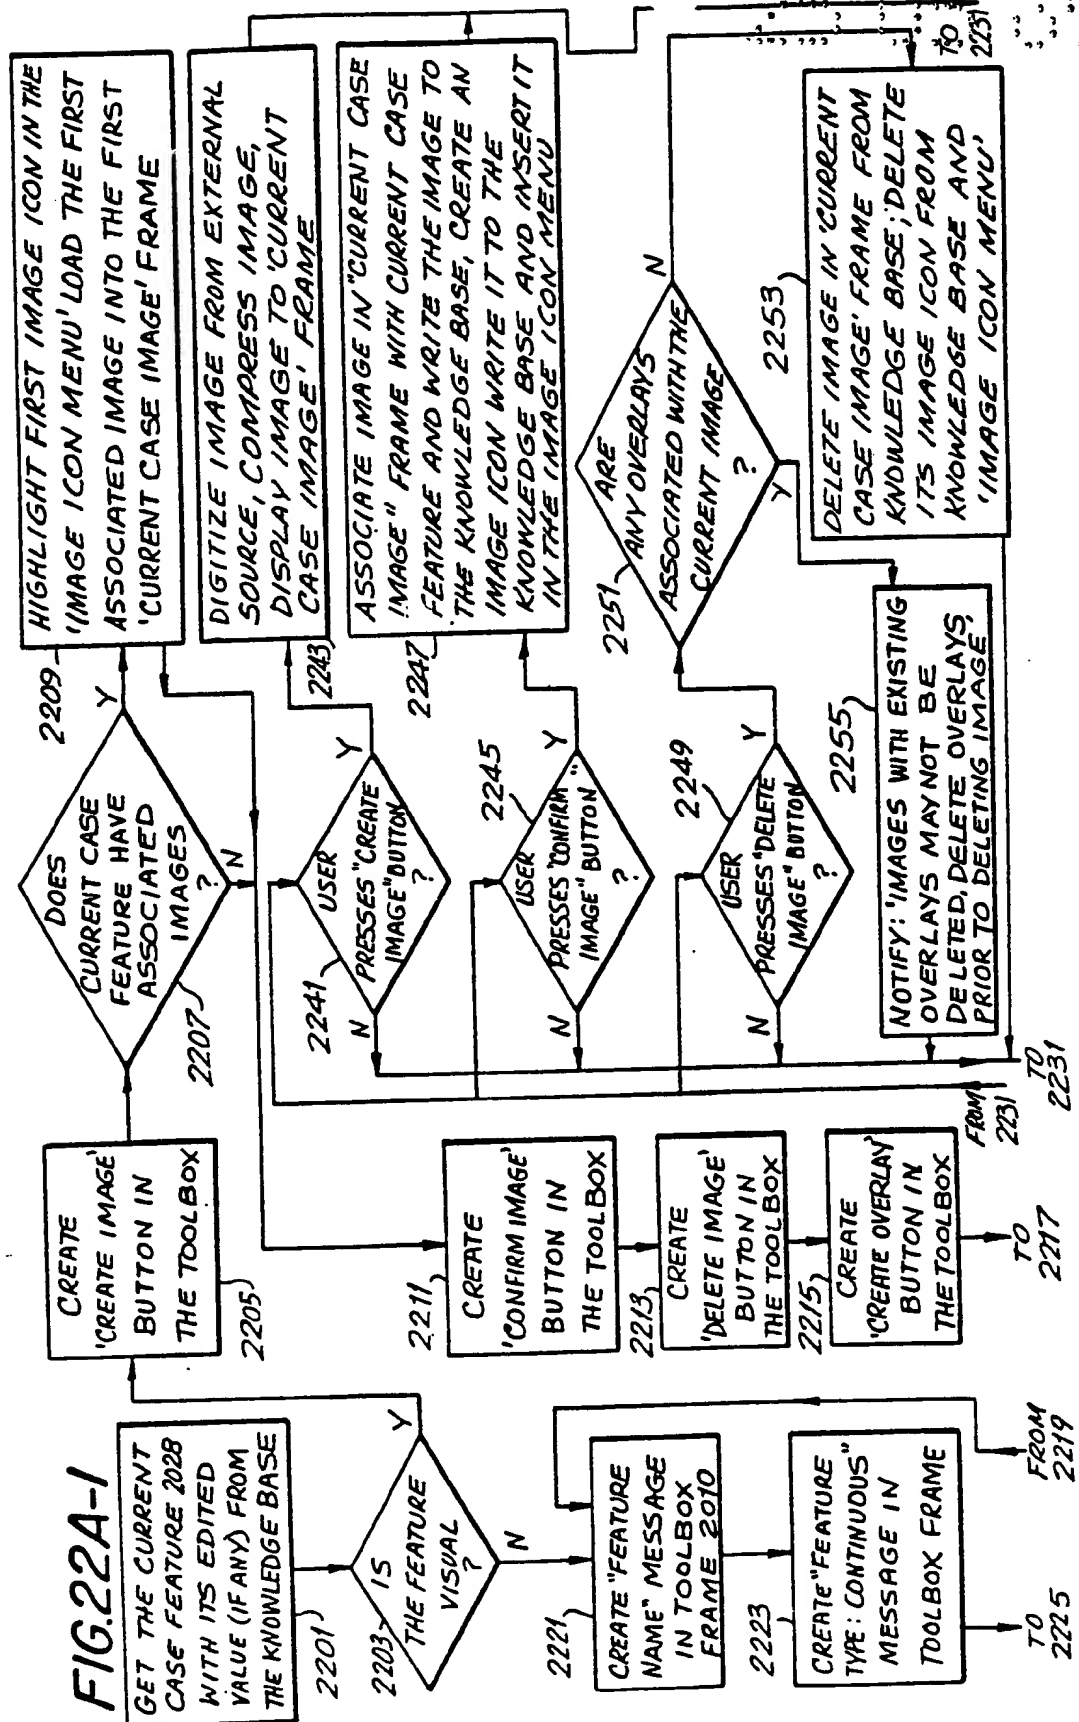 FIG.22A-1
GET THE CURRENT
CASE FEATURE 2028
WITH ITS EDITED
VALUE (IF ANY) FROM
THE KNOWLEDGE BASE
2201
2203
IS
THE FEATURE
VISUAL
?
Y
N
CREATE
'CREATE IMAGE'
BUTTON IN
THE TOOLBOX
2205
DOES
CURRENT CASE
FEATURE HAVE
ASSOCIATED
IMAGES
?
2207
Y
N
2209
HIGHLIGHT FIRST IMAGE ICON IN THE
'IMAGE ICON MENU' LOAD THE FIRST
ASSOCIATED IMAGE INTO THE FIRST
'CURRENT CASE IMAGE' FRAME
2211
CREATE
'CONFIRM IMAGE'
BUTTON IN
THE TOOLBOX
2213
CREATE
'DELETE IMAGE'
BUTTON IN
THE TOOLBOX
2215
CREATE
'CREATE OVERLAY'
BUTTON IN
THE TOOLBOX
TO
2217
2221
CREATE "FEATURE
NAME" MESSAGE
IN TOOLBOX
FRAME 2010
2223
CREATE "FEATURE
TYPE: CONTINUOUS"
MESSAGE IN
TOOLBOX FRAME
TO
2225
FROM
2219
2241
USER
PRESSES "CREATE
IMAGE" BUTTON
?
Y
N
2243
DIGITIZE IMAGE FROM EXTERNAL
SOURCE, COMPRESS IMAGE,
DISPLAY IMAGE TO 'CURRENT
CASE IMAGE' FRAME
2245
USER
PRESSES "CONFIRM
IMAGE" BUTTON
?
Y
N
2247
ASSOCIATE IMAGE IN "CURRENT CASE
IMAGE" FRAME WITH CURRENT CASE
FEATURE AND WRITE THE IMAGE TO
THE KNOWLEDGE BASE, CREATE AN
IMAGE ICON WRITE IT TO THE
KNOWLEDGE BASE AND INSERT IT
IN THE IMAGE ICON MENU
2249
USER
PRESSES "DELETE
IMAGE" BUTTON
?
Y
N
2251
ARE
ANY OVERLAYS
ASSOCIATED WITH THE
CURRENT IMAGE
?
N
Y
2253
DELETE IMAGE IN 'CURRENT
CASE IMAGE' FRAME FROM
KNOWLEDGE BASE; DELETE
ITS IMAGE ICON FROM
KNOWLEDGE BASE AND
'IMAGE ICON MENU'
2255
NOTIFY: 'IMAGES WITH EXISTING
OVERLAYS MAY NOT BE
DELETED, DELETE OVERLAYS
PRIOR TO DELETING IMAGE'
FROM
2231
TO
2231
TO
2231